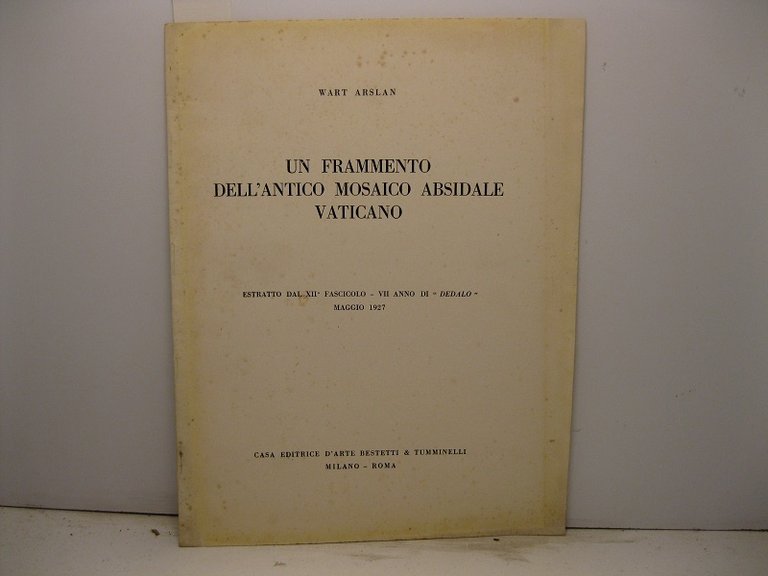 WART ARSLAN
UN FRAMMENTO
DELL'ANTICO MOSAICO ABSIDALE
VATICANO
ESTRATTO DAL XII° FASCICOLO - VII ANNO DI "DEDALO"
MAGGIO 1927
CASA EDITRICE D'ARTE BESTETTI & TUMMINELLI
MILANO - ROMA